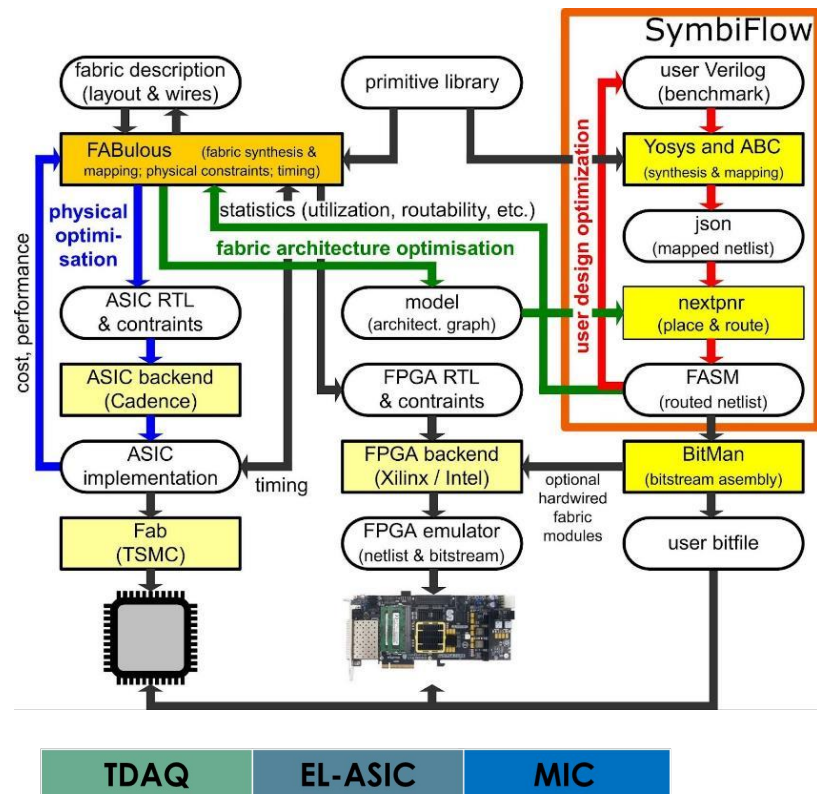 SymbiFlow
fabric description
(layout & wires)
primitive library
user Verilog
(benchmark)
FABulous (fabric synthesis &
mapping; physical constraints; timing)
Yosys and ABC
(synthesis & mapping)
physical
optimi-
sation
statistics (utilization, routability, etc.)
fabric architecture optimisation
user design optimization
json
(mapped netlist)
cost, performance
ASIC RTL
& contraints
model
(architect. graph)
nextpnr
(place & route)
ASIC backend
(Cadence)
FPGA RTL
& contraints
FASM
(routed netlist)
ASIC
implementation
timing
FPGA backend
(Xilinx / Intel)
optional
hardwired
fabric
modules
BitMan
(bitstream asembly)
Fab
(TSMC)
FPGA emulator
(netlist & bitstream)
user bitfile
TDAQ EL-ASIC MIC